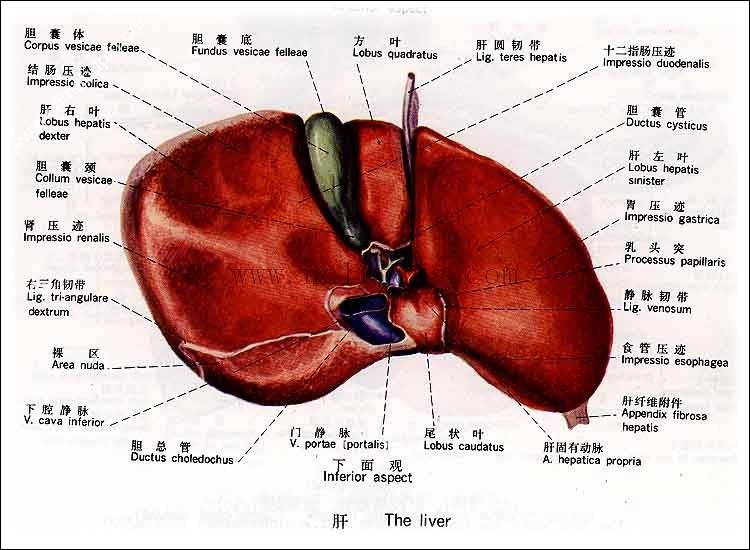 胆囊体
Corpus vesicae felleae
胆囊底
Fundus vesicae felleae
方叶
Lobus quadratus
肝圆韧带
Lig. teres hepatis
十二指肠压迹
Impressio duodenalis
结肠压迹
Impressio colica
肝右叶
Lobus hepatis
dexter
胆囊颈
Collum vesicae
felleae
肾压迹
Impressio renalis
右三角韧带
Lig. tri-angulare
dextrum
裸区
Area nuda
下腔静脉
V. cava inferior
胆囊管
Ductus cysticus
肝左叶
Lobus hepatis
sinister
胃压迹
Impressio gastrica
乳头突
Processus papillaris
静脉韧带
Lig. venosum
食管压迹
Impressio esophagea
肝纤维附件
Appendix fibrosa
hepatis
胆总管
Ductus choledochus
门静脉
V. portae [portalis]
尾状叶
Lobus caudatus
肝固有动脉
A. hepatica propria
下面观
Inferior aspect
肝 The liver